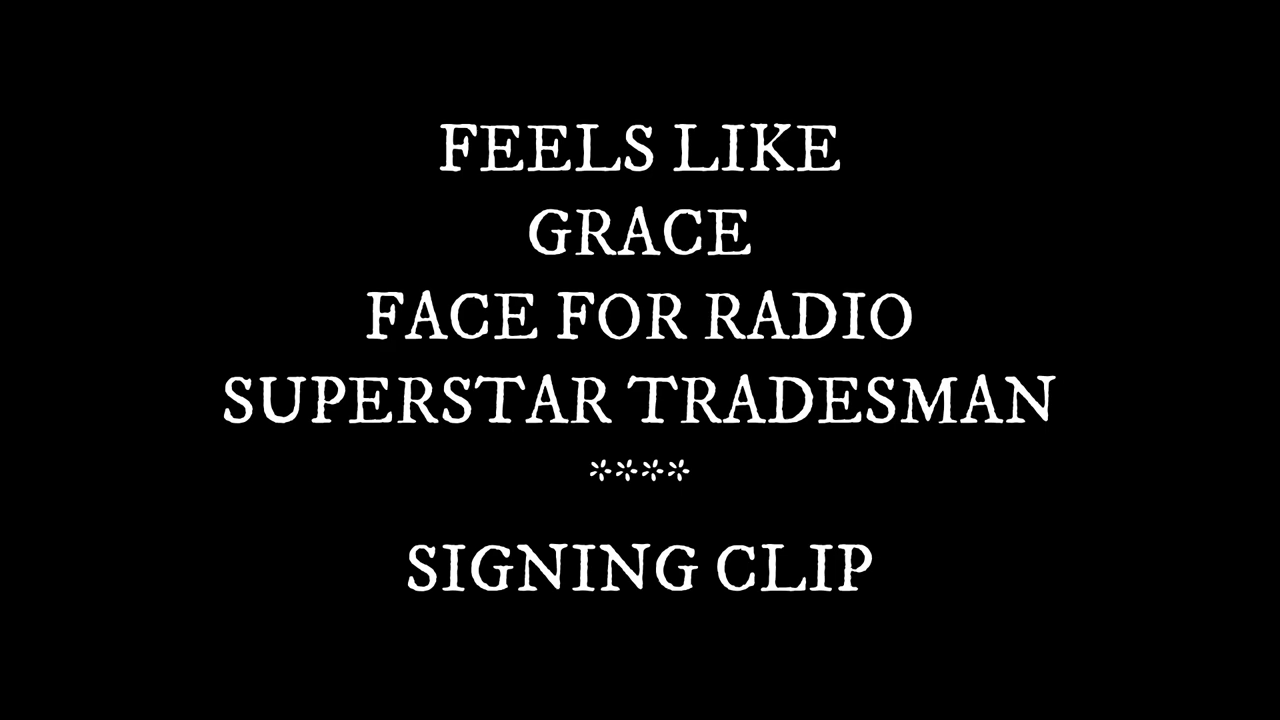 FEELS LIKE
GRACE
FACE FOR RADIO
SUPERSTAR TRADESMAN
****
SIGNING CLIP